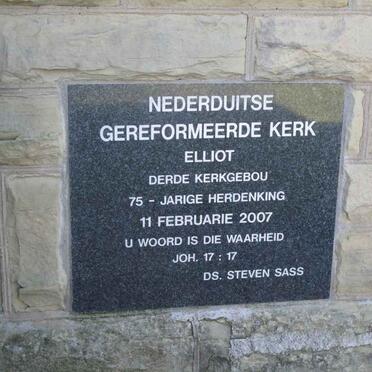 NEDERDUITSE
GEREFORMEERDE KERK
ELLIOT
DERDE KERKGEBOU
75 - JARIGE HERDENKING
11 FEBRUARIE 2007
U WOORD IS DIE WAARHEID
JOH. 17 : 17
DS. STEVEN SASS